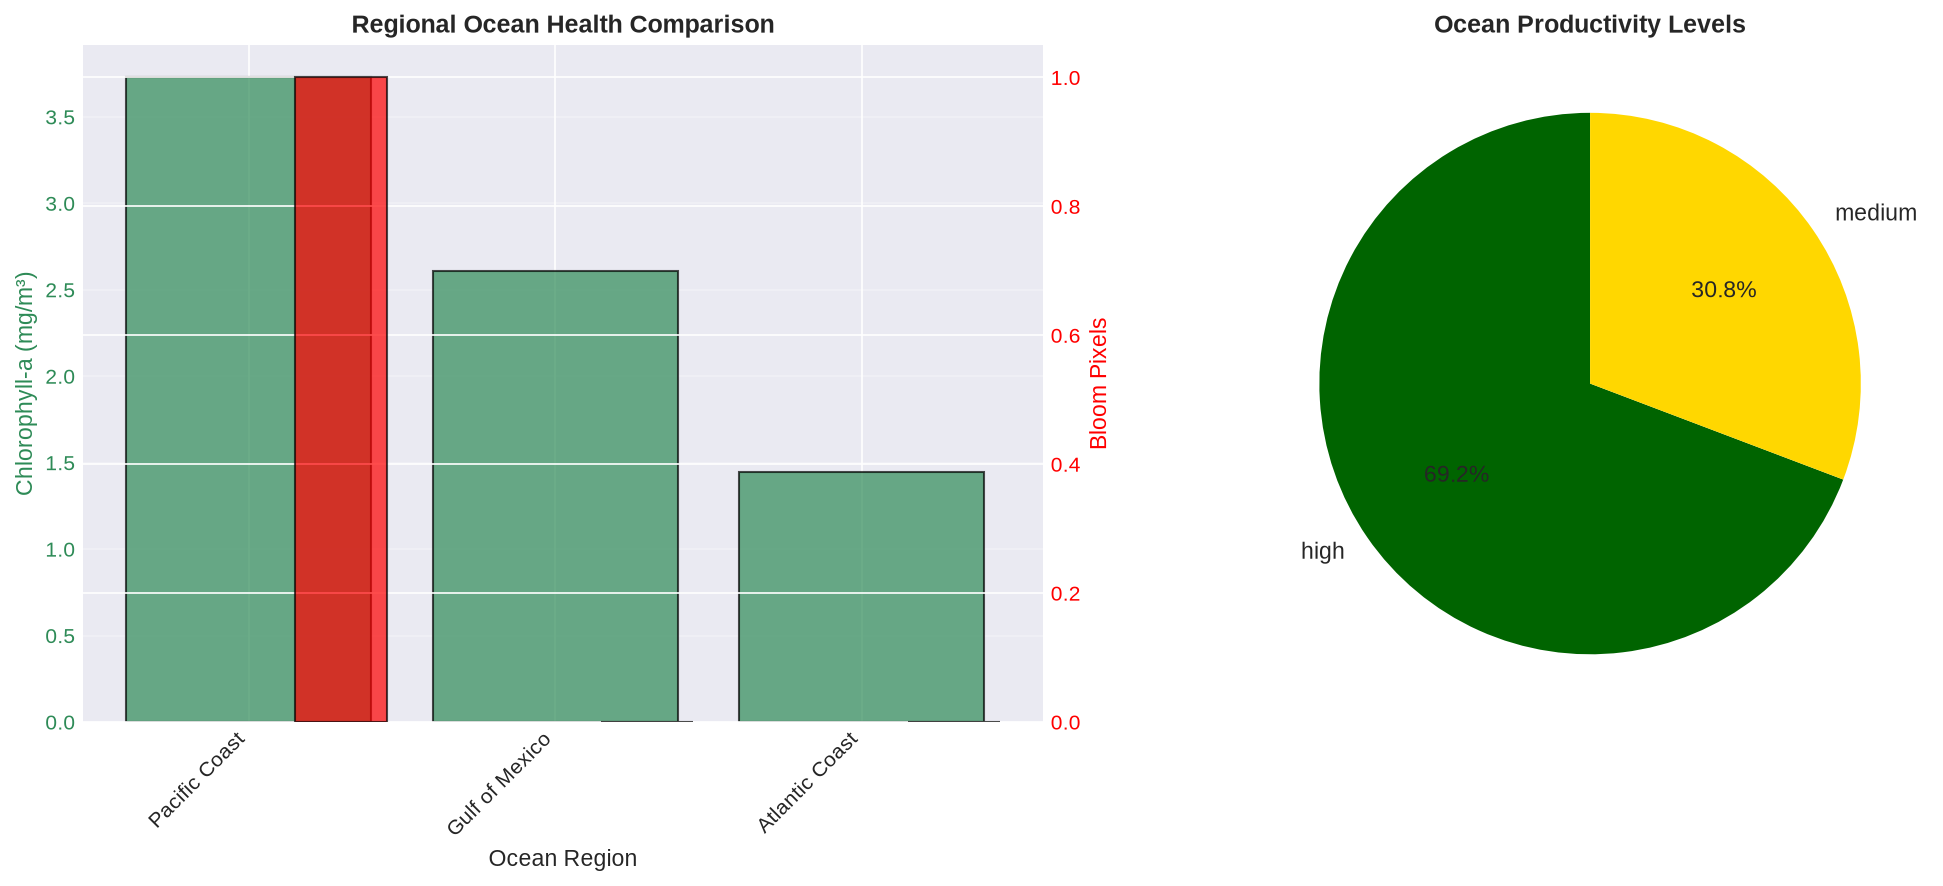 Regional Ocean Health Comparison
Chlorophyll-a (mg/m³)
3.5
3.0
2.5
2.0
1.5
1.0
0.5
0.0
1.0
0.8
0.6
0.4
0.2
0.0
Bloom Pixels
Pacific Coast
Gulf of Mexico
Atlantic Coast
Ocean Region
Ocean Productivity Levels
medium
30.8%
69.2%
high